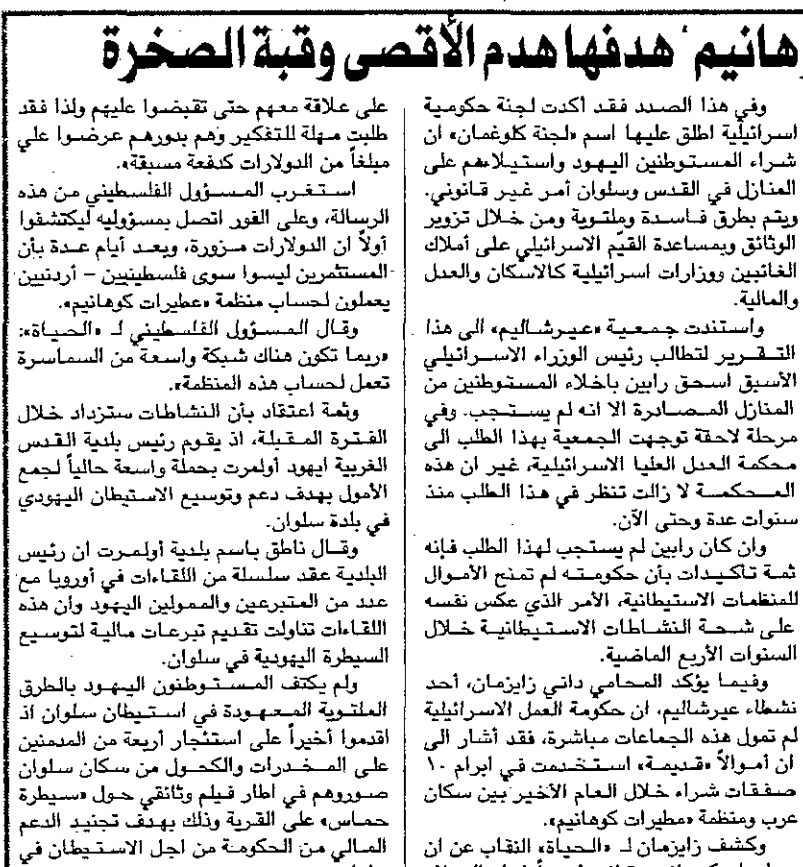 هانيم" هدفها هدم الأقصى وقبة الصخرة
وفي هذا الصدد فقد اكدت لجنة حكومية
اسرائيلية اطلق عليها اسم «لجنة كلوغمان» ان
شراء المستوطنين اليهود واستيلاءهم على
المنازل في القدس وسلوان أمر غير قانوني.
ويتم بطرق فاسدة وملتوية ومن خلال تزوير
الوثائق وبمساعدة القيّم الاسرائيلي على أملاك
الغائبين ووزارات اسرائيلية كالاسكان والعدل
والمالية.
واستندت جمعية «عيرشاليم» الى هذا
التقرير لتطالب رئيس الوزراء الاسرائيلي
الأسبق اسحق رابين باخلاء المستوطنين من
المنازل المصادرة الا انه لم يستجب. وفي
مرحلة لاحقة توجهت الجمعية بهذا الطلب الى
محكمة العدل العليا الاسرائيلية، غير ان هذه
المحكمة لا زالت تنظر في هذا الطلب منذ
سنوات عدة وحتى الآن.
وان كان رابين لم يستجب لهذا الطلب فإنه
ثمة تأكيدات بأن حكومته لم تمنح الأموال
للمنظمات الاستيطانية، الأمر الذي عكس نفسه
على شحة النشاطات الاستيطانية خلال
السنوات الأربع الماضية.
وفيما يؤكد المحامي داني زايزمان، أحد
نشطاء عيرشاليم، ان حكومة العمل الاسرائيلية
لم تمول هذه الجماعات مباشرة، فقد أشار الى
ان أموالاً «قديمة» استخدمت في ابرام ١٠
صفقات شراء خلال العام الأخير بين سكان
عرب ومنظمة «مطيرات كوهانيم».
وكشف زايزمان لـ «الحياة» النقاب عن ان
على علاقة معهم حتى تقبضوا عليهم ولذا فقد
طلبت مهلة للتفكير وهم بدورهم عرضوا علي
مبلغاً من الدولارات كدفعة مسبقة».
استغرب المسؤول الفلسطيني من هذه
الرسالة، وعلى الفور اتصل بمسؤوليه ليكتشفوا
أولاً ان الدولارات مزورة، وبعد أيام عدة بأن
المستثمرين ليسوا سوى فلسطينيين - أردنيين
يعملون لحساب منظمة «عطيرات كوهانيم».
وقال المسؤول الفلسطيني لـ «الحياة»:
«ربما تكون هناك شبكة واسعة من السماسرة
تعمل لحساب هذه المنظمة».
وثمة اعتقاد بأن النشاطات ستزداد خلال
الفترة المقبلة، اذ يقوم رئيس بلدية القدس
الغربية ايهود أولمرت بحملة واسعة حالياً لجمع
الأمول بهدف دعم وتوسيع الاستيطان اليهودي
في بلدة سلوان.
وقال ناطق باسم بلدية أولمرت ان رئيس
البلدية عقد سلسلة من اللقاءات في أوروبا مع
عدد من المتبرعين والممولين اليهود وأن هذه
اللقاءات تناولت تقديم تبرعات مالية لتوسيع
السيطرة اليهودية في سلوان.
ولم يكتف المستوطنون اليهود بالطرق
الملتوية المعهودة في استيطان سلوان اذ
اقدموا أخيراً على استئجار أربعة من المدمنين
على المخدرات والكحول من سكان سلوان
صوروهم في اطار فيلم وثائقي حول «سيطرة
حماس» على القرية وذلك بهدف تجنيد الدعم
المالي من الحكومة من اجل الاستيطان في